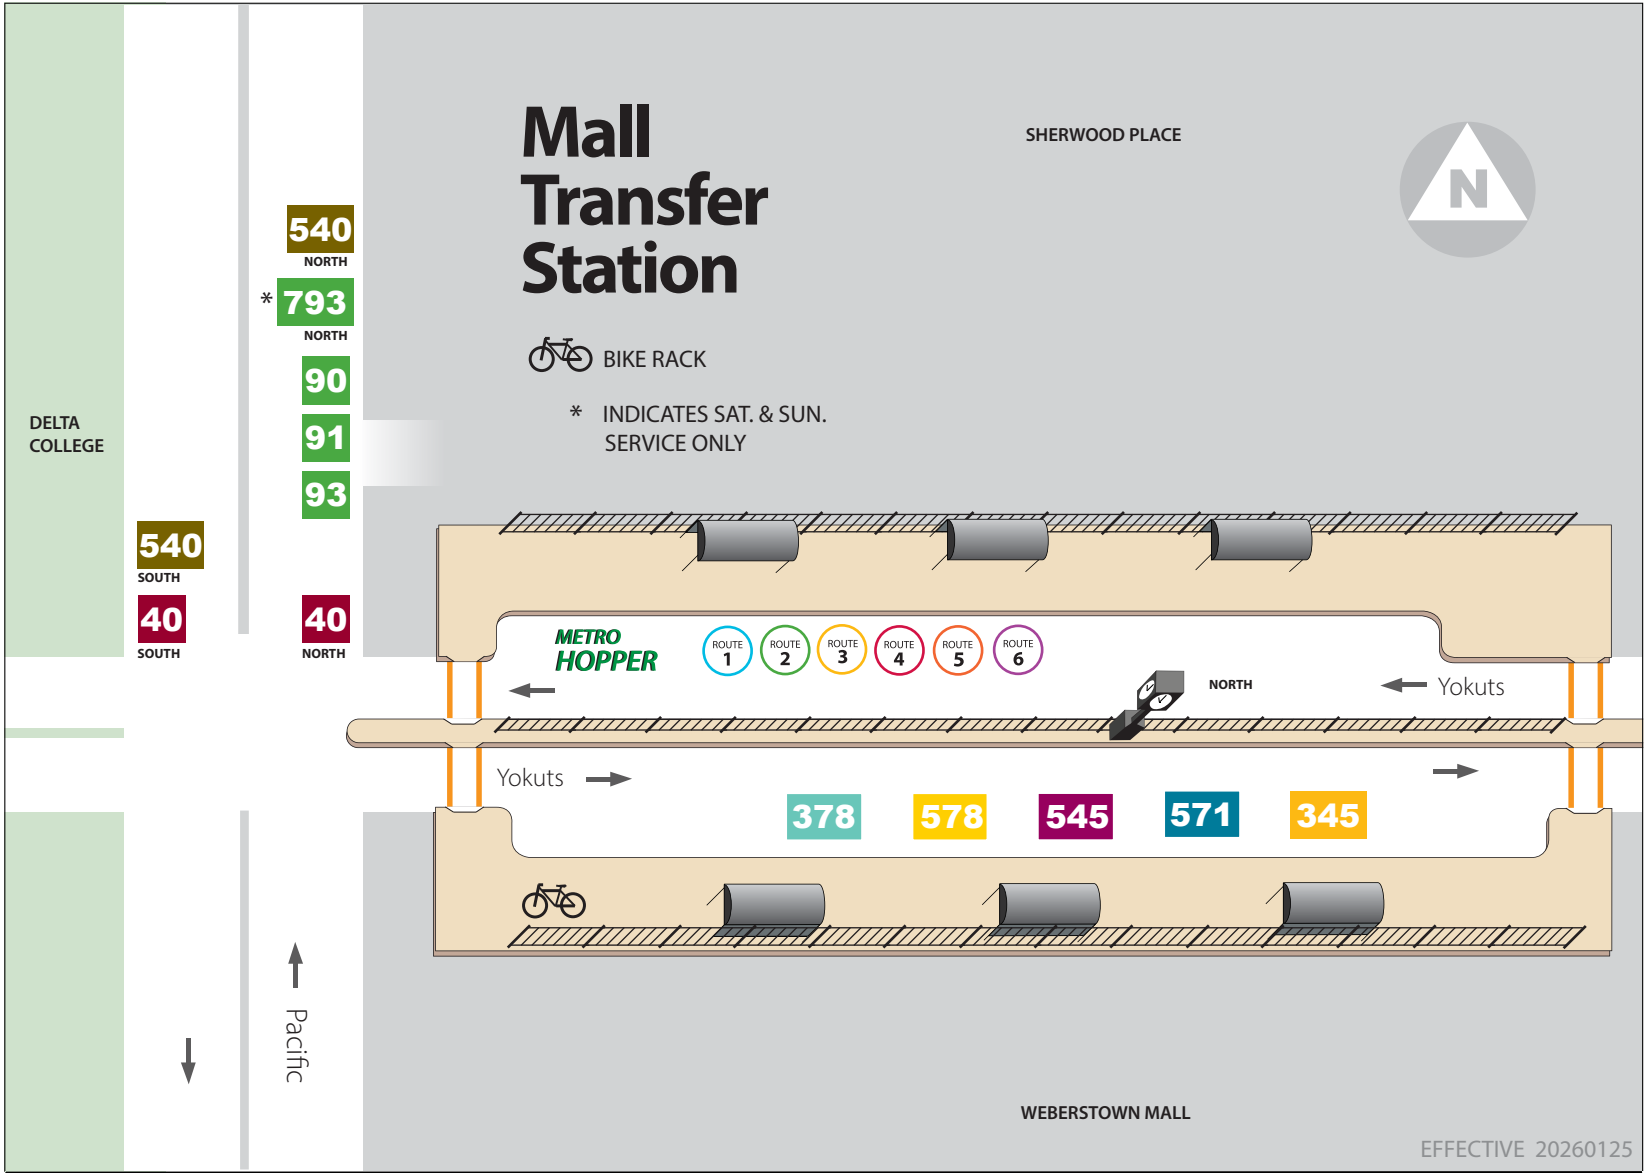 Mall
Transfer
Station
SHERWOOD PLACE
N
BIKE RACK
* INDICATES SAT. & SUN.
SERVICE ONLY
540
NORTH
* 793
NORTH
90
91
93
DELTA
COLLEGE
540
SOUTH
40
SOUTH
40
NORTH
METRO
HOPPER
ROUTE
1
ROUTE
2
ROUTE
3
ROUTE
4
ROUTE
5
ROUTE
6
NORTH
Yokuts
Yokuts
378
578
545
571
345
Pacific
WEBERSTOWN MALL
EFFECTIVE 20260125